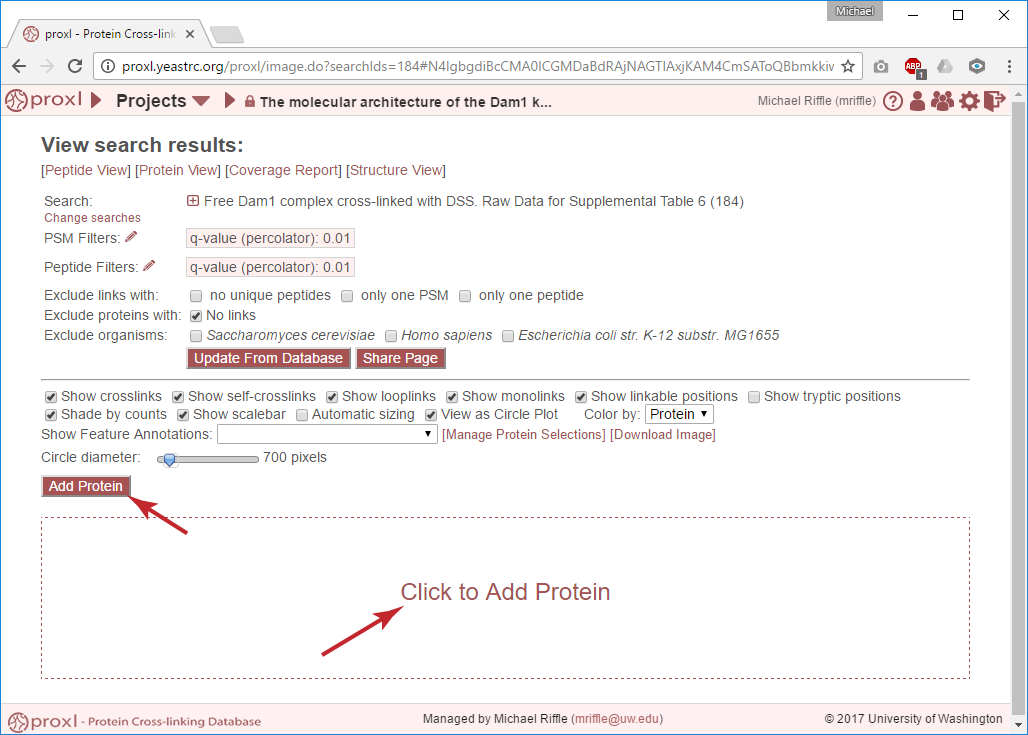 Michael
proxl - Protein Cross-link
proxl.yeastrc.org/proxl/image.do?searchIds=184#N4IgbgdiBcCMA0ICGMDaBdRAjNAGTIAxjKAM4CmSAToQBbmkkiv
ABP
1
proxl Projects The molecular architecture of the Dam1 k...
Michael Riffle (mriffle)
View search results:
[Peptide View] [Protein View] [Coverage Report] [Structure View]
Search: Free Dam1 complex cross-linked with DSS. Raw Data for Supplemental Table 6 (184)
Change searches
PSM Filters: q-value (percolator): 0.01
Peptide Filters: q-value (percolator): 0.01
Exclude links with: no unique peptides only one PSM only one peptide
Exclude proteins with: No links
Exclude organisms: Saccharomyces cerevisiae Homo sapiens Escherichia coli str. K-12 substr. MG1655
Update From Database Share Page
Show crosslinks Show self-crosslinks Show looplinks Show monolinks Show linkable positions Show tryptic positions
Shade by counts Show scalebar Automatic sizing View as Circle Plot Color by: Protein
Show Feature Annotations: [Manage Protein Selections] [Download Image]
Circle diameter: 700 pixels
Add Protein
Click to Add Protein
proxl - Protein Cross-linking Database Managed by Michael Riffle (mriffle@uw.edu) © 2017 University of Washington